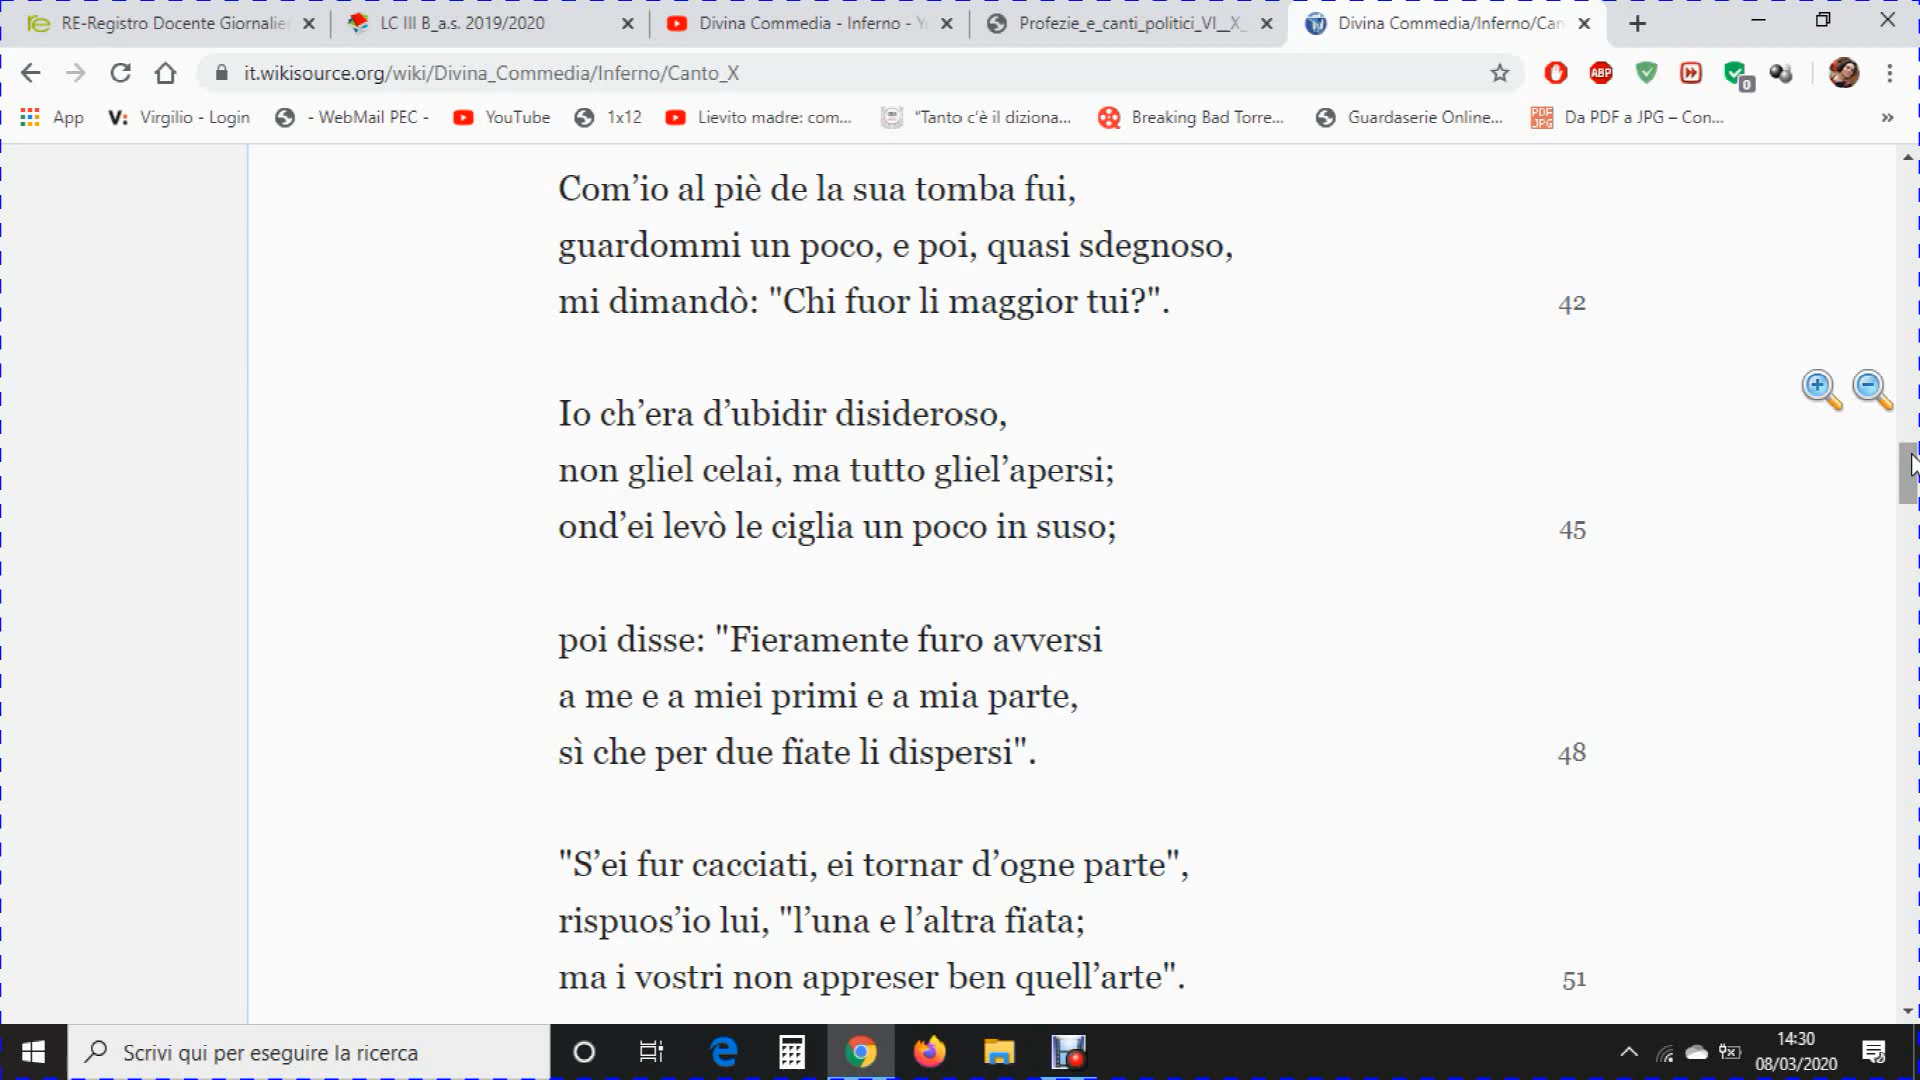 RE-Registro Docente Giornalie
LC III B_a.s. 2019/2020
Divina Commedia - Inferno - Y
Profezie_e_canti_politici_VI__X_
Divina Commedia/Inferno/Can
it.wikisource.org/wiki/Divina_Commedia/Inferno/Canto_X
ABP
0
App
V: Virgilio - Login
- WebMail PEC -
YouTube
1x12
Lievito madre: com...
"Tanto c'è il diziona...
Breaking Bad Torre...
Guardaserie Online...
PDF JPG Da PDF a JPG – Con...
»
Com’io al piè de la sua tomba fui,
guardommi un poco, e poi, quasi sdegnoso,
mi dimandò: "Chi fuor li maggior tui?". 42
Io ch’era d’ubidir disideroso,
non gliel celai, ma tutto gliel’apersi;
ond’ei levò le ciglia un poco in suso; 45
poi disse: "Fieramente furo avversi
a me e a miei primi e a mia parte,
sì che per due fïate li dispersi". 48
"S’ei fur cacciati, ei tornar d’ogne parte",
rispuos’io lui, "l’una e l’altra fïata;
ma i vostri non appreser ben quell’arte". 51
Scrivi qui per eseguire la ricerca
14:30
08/03/2020